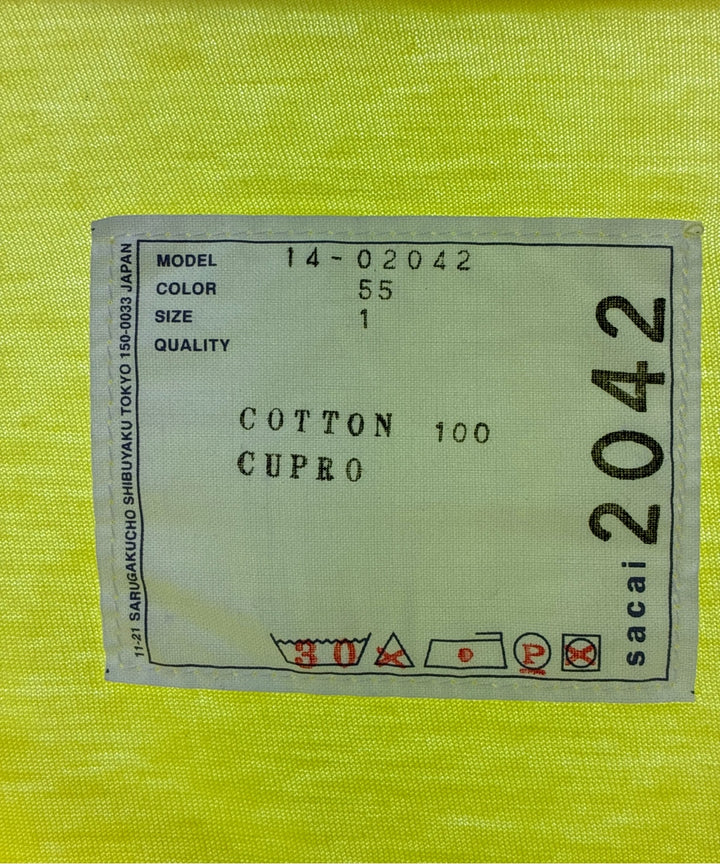 MODEL 14-02042
COLOR 55
SIZE 1
QUALITY
COTTON 100
CUPRO
30
P
11-21 SARUGAKUCHO SHIBUYAKU TOKYO 150-0033 JAPAN
sacai 2042